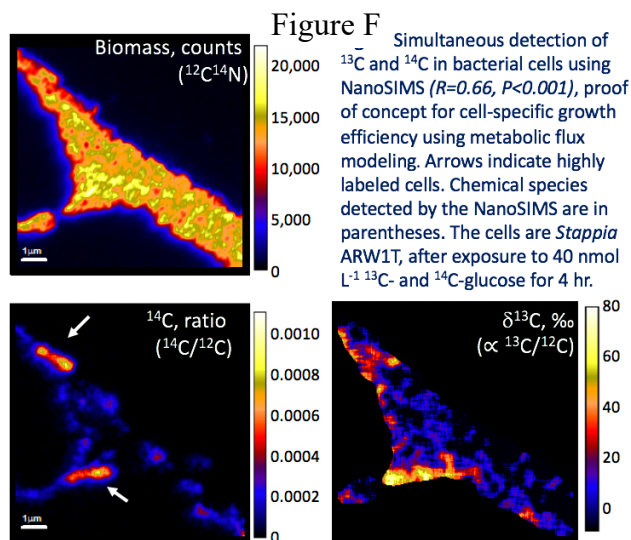 Figure F
Biomass, counts
(¹²C¹⁴N)
20,000
15,000
10,000
5,000
0
1μm
Simultaneous detection of
¹³C and ¹⁴C in bacterial cells using
NanoSIMS (R=0.66, P<0.001), proof
of concept for cell-specific growth
efficiency using metabolic flux
modeling. Arrows indicate highly
labeled cells. Chemical species
detected by the NanoSIMS are in
parentheses. The cells are Stappia
ARW1T, after exposure to 40 nmol
L⁻¹ ¹³C- and ¹⁴C-glucose for 4 hr.
¹⁴C, ratio
(¹⁴C/¹²C)
0.0010
0.0008
0.0006
0.0004
0.0002
1μm
δ¹³C, ‰
(∝ ¹³C/¹²C)
80
60
40
20
0